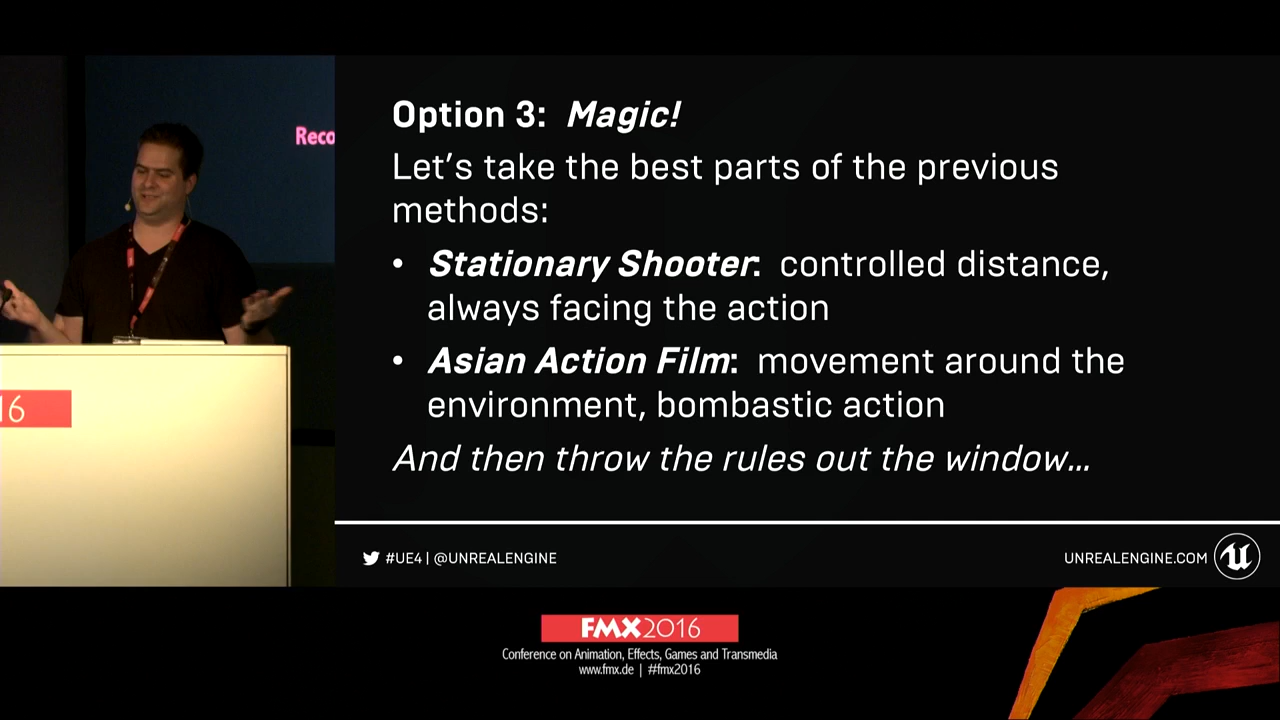 Reco
16
Option 3: Magic!
Let's take the best parts of the previous
methods:
• Stationary Shooter: controlled distance,
always facing the action
• Asian Action Film: movement around the
environment, bombastic action
And then throw the rules out the window...
#UE4 | @UNREALENGINE
UNREALENGINE.COM
FMX2016
Conference on Animation, Effects, Games and Transmedia
www.fmx.de | #fmx2016